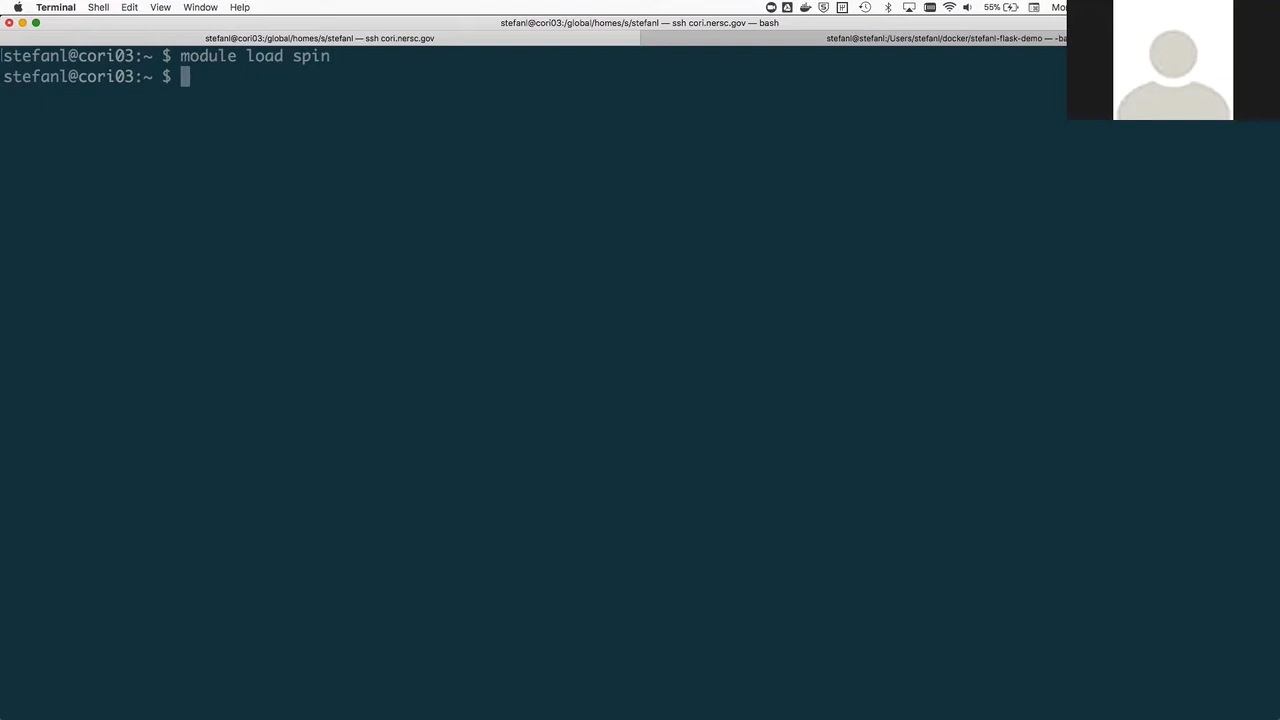 Terminal Shell Edit View Window Help 55% Mo
stefanl@cori03:/global/homes/s/stefanl — ssh cori.nersc.gov — bash
stefanl@cori03:/global/homes/s/stefanl — ssh cori.nersc.gov
stefanl@stefanl:/Users/stefanl/docker/stefanl-flask-demo — -ba
stefanl@cori03:~ $ module load spin
stefanl@cori03:~ $